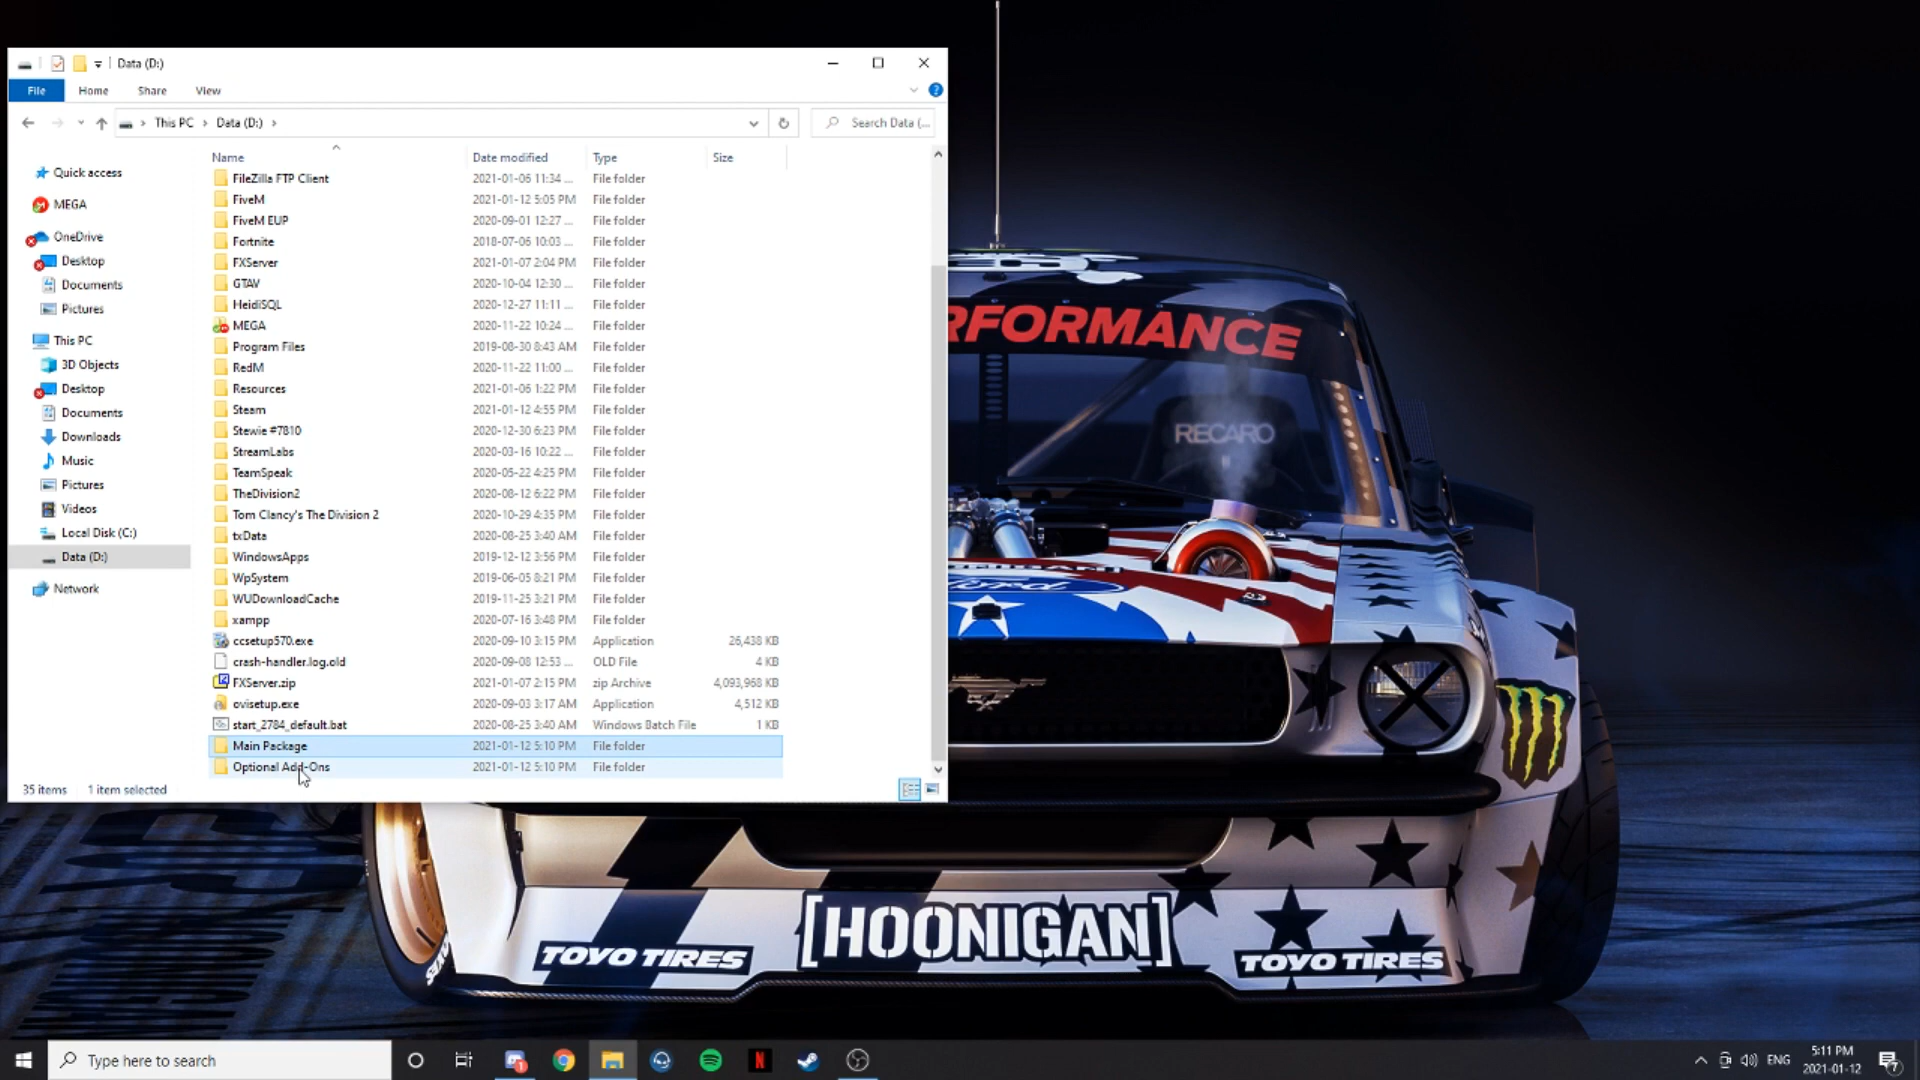 Data (D:)
File Home Share View
This PC Data (D:) Search Data (...
Name Date modified Type Size
Quick access
MEGA
OneDrive
Desktop
Documents
Pictures
This PC
3D Objects
Desktop
Documents
Downloads
Music
Pictures
Videos
Local Disk (C:)
Data (D:)
Network
FileZilla FTP Client 2021-01-06 11:34 ... File folder
FiveM 2021-01-12 5:05 PM File folder
FiveM EUP 2020-09-01 12:27 ... File folder
Fortnite 2018-07-06 10:03 ... File folder
FXServer 2021-01-07 2:04 PM File folder
GTAV 2020-10-04 12:30 ... File folder
HeidiSQL 2020-12-27 11:11 ... File folder
MEGA 2020-11-22 10:24 ... File folder
Program Files 2019-08-30 8:43 AM File folder
RedM 2020-11-22 11:00 ... File folder
Resources 2021-01-06 1:22 PM File folder
Steam 2021-01-12 4:55 PM File folder
Stewie #7810 2020-12-30 6:23 PM File folder
StreamLabs 2020-03-16 10:22 ... File folder
TeamSpeak 2020-05-22 4:25 PM File folder
TheDivision2 2020-08-12 6:22 PM File folder
Tom Clancy's The Division 2 2020-10-29 4:35 PM File folder
txData 2020-08-25 3:40 AM File folder
WindowsApps 2019-12-12 3:56 PM File folder
WpSystem 2019-06-05 8:21 PM File folder
WUDownloadCache 2019-11-25 3:21 PM File folder
xampp 2020-07-16 3:48 PM File folder
ccsetup570.exe 2020-09-10 3:15 PM Application 26,438 KB
crash-handler.log.old 2020-09-08 12:53 ... OLD File 4 KB
FXServer.zip 2021-01-07 2:15 PM zip Archive 4,093,968 KB
ovisetup.exe 2020-09-03 3:17 AM Application 4,512 KB
start_2784_default.bat 2020-08-25 3:40 AM Windows Batch File 1 KB
Main Package 2021-01-12 5:10 PM File folder
Optional Add-Ons 2021-01-12 5:10 PM File folder
35 items 1 item selected
RFORMANCE
RECARO
Ford
[HOONIGAN]
TOYO TIRES
TOYO TIRES
Type here to search
ENG
5:11 PM
2021-01-12
7